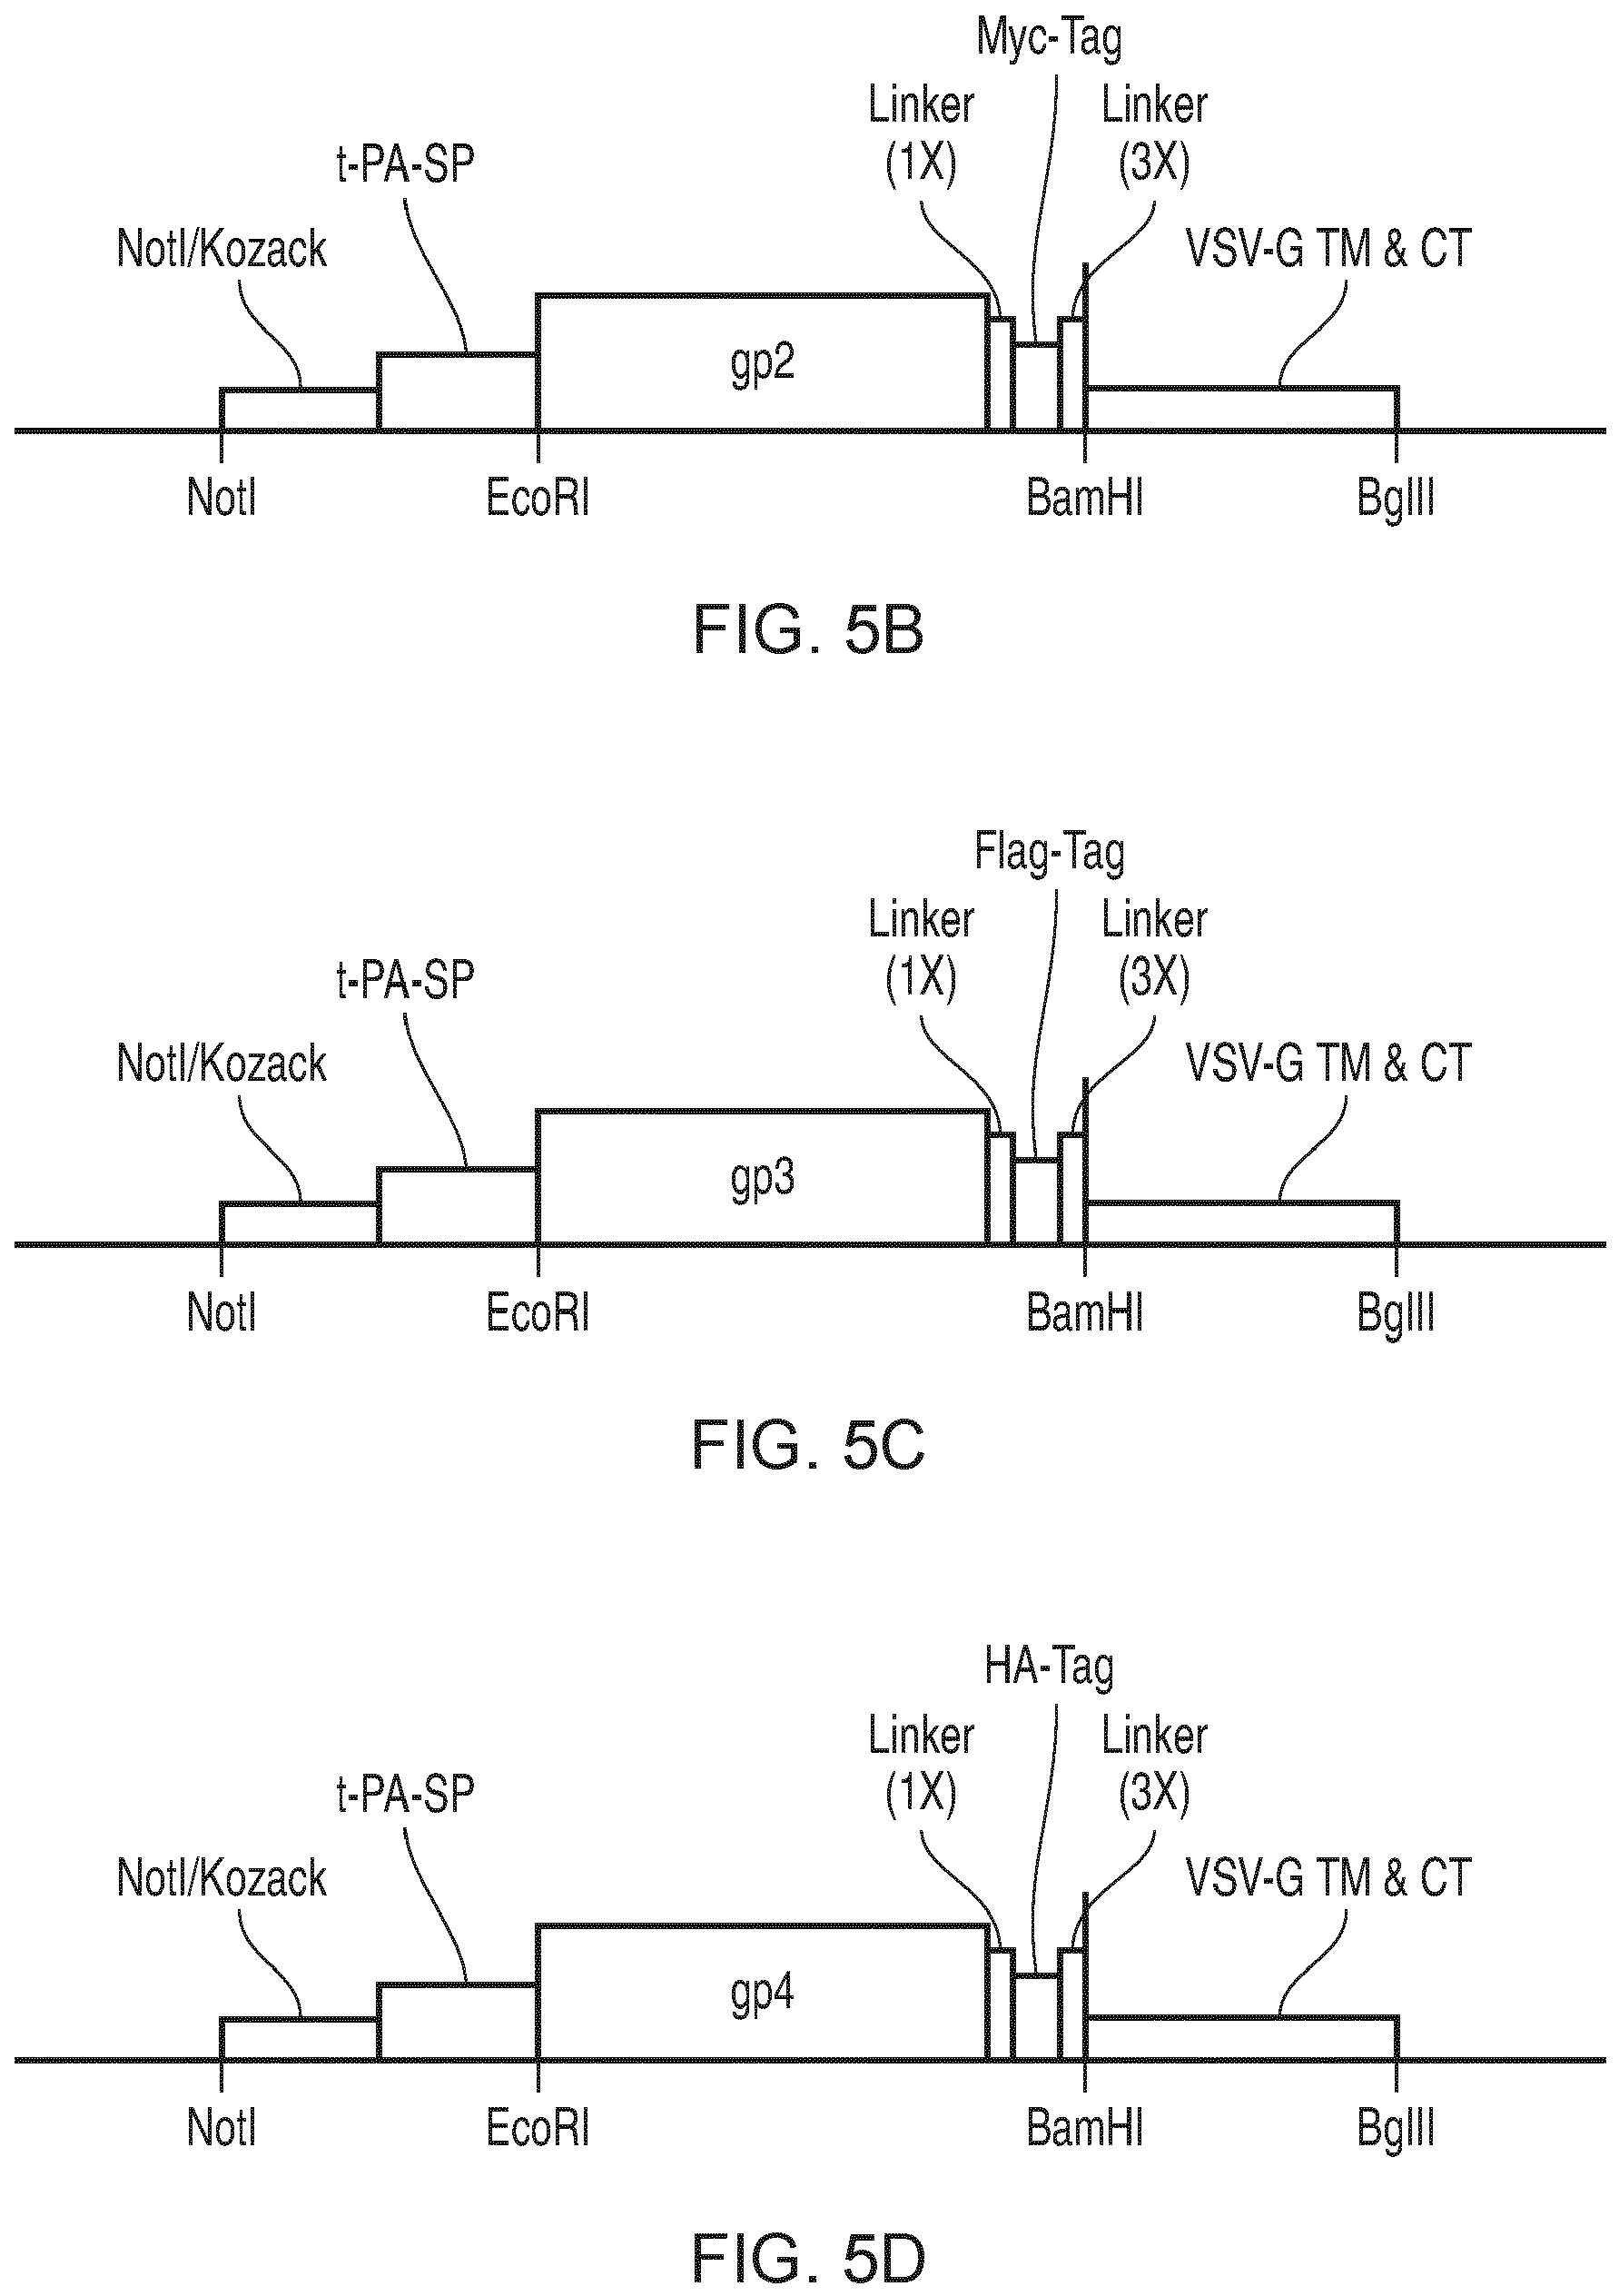 Myc-Tag
Linker
(1X)
Linker
(3X)
t-PA-SP
NotI/Kozack
VSV-G TM & CT
gp2
NotI
EcoRI
BamHI
BglII
FIG. 5B
Flag-Tag
Linker
(1X)
Linker
(3X)
t-PA-SP
NotI/Kozack
VSV-G TM & CT
gp3
NotI
EcoRI
BamHI
BglII
FIG. 5C
HA-Tag
Linker
(1X)
Linker
(3X)
t-PA-SP
NotI/Kozack
VSV-G TM & CT
gp4
NotI
EcoRI
BamHI
BglII
FIG. 5D